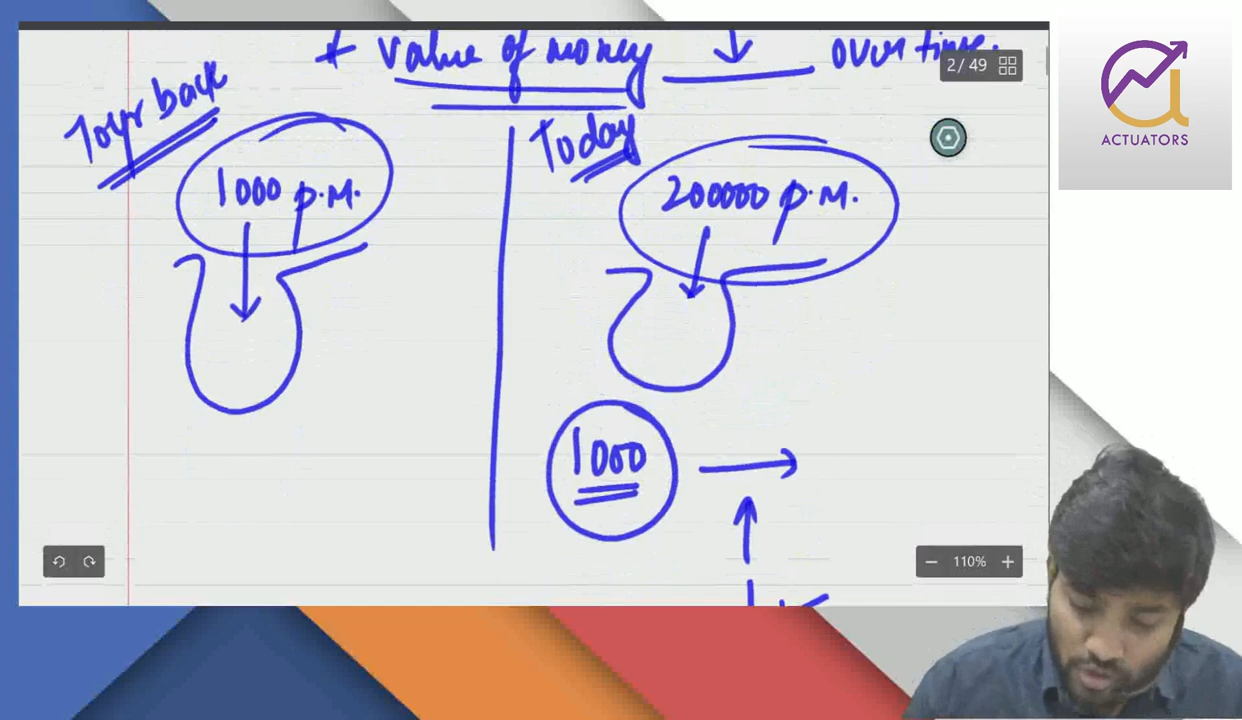 + value of money ↓ over time.
2/49
ACTUATORS
10yr back
Today
1000 p.m.
200000 p.m.
1000
110%